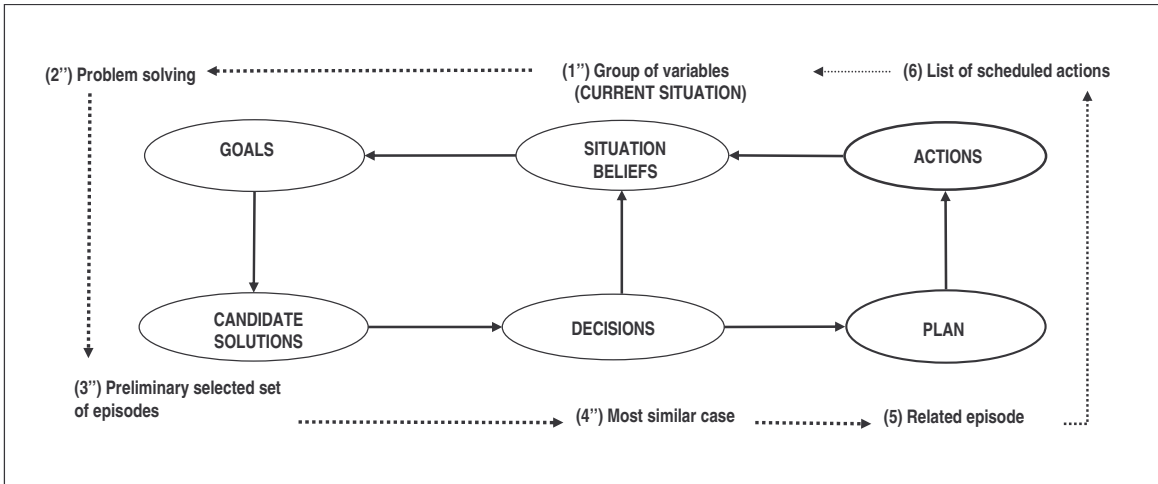 (2’’) Problem solving
(1’’) Group of variables
(CURRENT SITUATION)
(6) List of scheduled actions
GOALS
SITUATION
BELIEFS
ACTIONS
CANDIDATE
SOLUTIONS
DECISIONS
PLAN
(3’’) Preliminary selected set
of episodes
(4’’) Most similar case
(5) Related episode